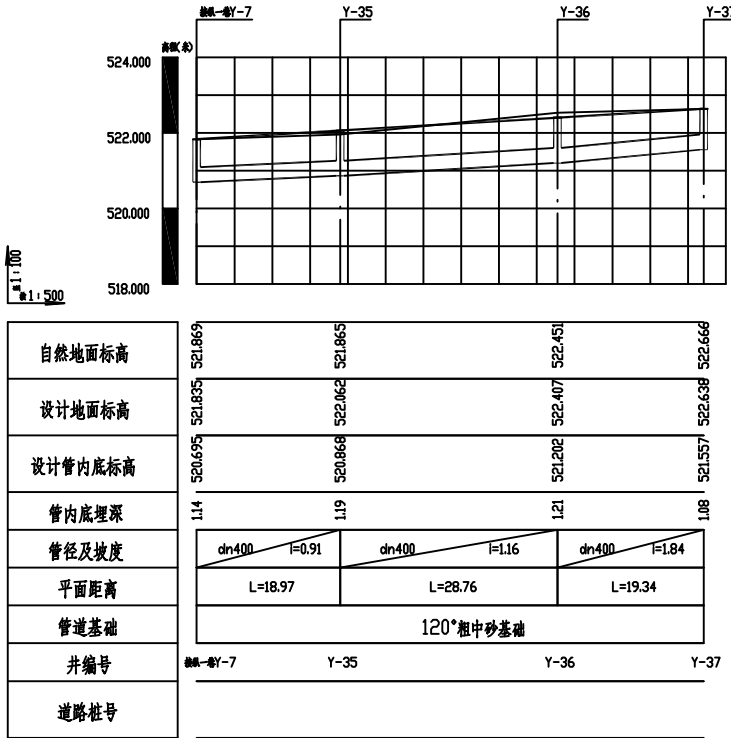 Y-7 Y-35 Y-36 Y-37
高程(米)
524.000
522.000
520.000
518.000
1:100
1:500
自然地面标高 521.869 521.865 522.451 522.666
设计地面标高 521.835 522.062 522.407 522.638
设计管内底标高 520.695 520.868 521.202 521.557
管内底埋深 1.14 1.19 1.21 1.08
管径及坡度 dn400 i=0.91 dn400 i=1.16 dn400 i=1.84
平面距离 L=18.97 L=28.76 L=19.34
管道基础 120°粗中砂基础
井编号 Y-7 Y-35 Y-36 Y-37
道路桩号